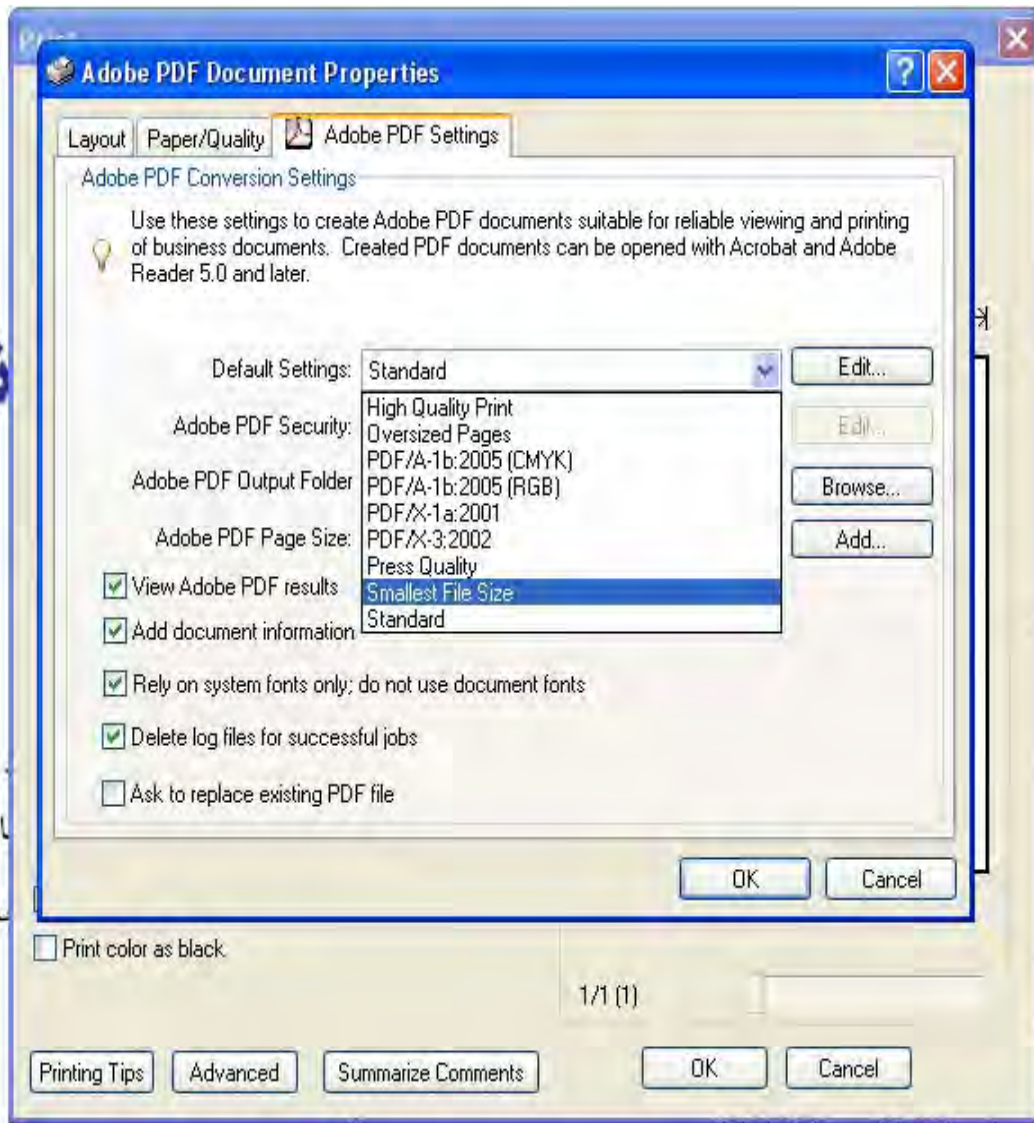 Adobe PDF Document Properties
Layout
Paper/Quality
Adobe PDF Settings
Adobe PDF Conversion Settings
Use these settings to create Adobe PDF documents suitable for reliable viewing and printing
of business documents. Created PDF documents can be opened with Acrobat and Adobe
Reader 5.0 and later.
Default Settings: Standard Edit...
High Quality Print
Adobe PDF Security: Oversized Pages Edit...
PDF/A-1b:2005 (CMYK)
Adobe PDF Output Folder PDF/A-1b:2005 (RGB) Browse...
PDF/X-1a:2001
Adobe PDF Page Size: PDF/X-3:2002 Add...
Press Quality
View Adobe PDF results Smallest File Size
Add document information Standard
Rely on system fonts only; do not use document fonts
Delete log files for successful jobs
Ask to replace existing PDF file
OK Cancel
Print color as black
1/1 (1)
Printing Tips Advanced Summarize Comments OK Cancel